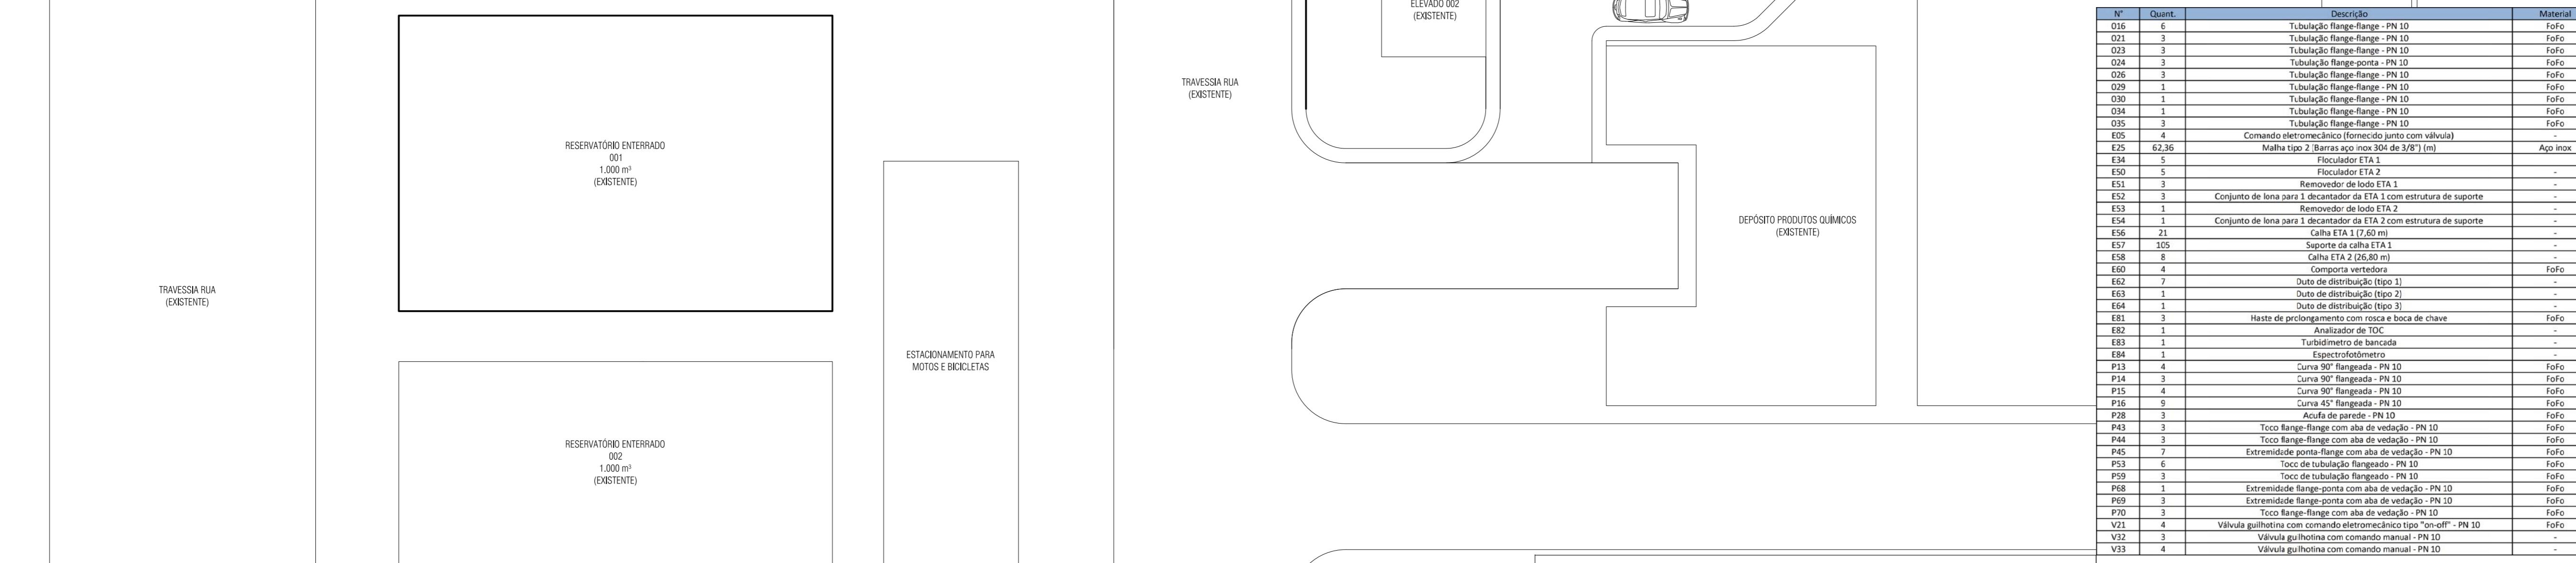 ELEVADO 002
(EXISTENTE)
TRAVESSIA RUA
(EXISTENTE)
RESERVATÓRIO ENTERRADO
001
1.000 m³
(EXISTENTE)
DEPÓSITO PRODUTOS QUÍMICOS
(EXISTENTE)
TRAVESSIA RUA
(EXISTENTE)
ESTACIONAMENTO PARA
MOTOS E BICICLETAS
RESERVATÓRIO ENTERRADO
002
1.000 m³
(EXISTENTE)
N° Quant. Descrição Material
016 6 Tubulação flange-flange - PN 10 FoFo
021 3 Tubulação flange-flange - PN 10 FoFo
023 3 Tubulação flange-flange - PN 10 FoFo
024 3 Tubulação flange-ponta - PN 10 FoFo
026 3 Tubulação flange-flange - PN 10 FoFo
029 1 Tubulação flange-flange - PN 10 FoFo
030 1 Tubulação flange-flange - PN 10 FoFo
034 1 Tubulação flange-flange - PN 10 FoFo
035 3 Tubulação flange-flange - PN 10 FoFo
E05 4 Comando eletromecânico (fornecido junto com válvula) -
E25 62,36 Malha tipo 2 (Barras aço inox 304 de 3/8") (m) Aço inox
E34 5 Floculador ETA 1
E50 5 Floculador ETA 2 -
E51 3 Removedor de lodo ETA 1 -
E52 3 Conjunto de lona para 1 decantador da ETA 1 com estrutura de suporte -
E53 1 Removedor de lodo ETA 2 -
E54 1 Conjunto de lona para 1 decantador da ETA 2 com estrutura de suporte -
E56 21 Calha ETA 1 (7,60 m) -
E57 105 Suporte da calha ETA 1 -
E58 8 Calha ETA 2 (26,80 m) -
E60 4 Comporta vertedora FoFo
E62 7 Duto de distribuição (tipo 1) -
E63 1 Duto de distribuição (tipo 2) -
E64 1 Duto de distribuição (tipo 3) -
E81 3 Haste de prolongamento com rosca e boca de chave FoFo
E82 1 Analizador de TOC -
E83 1 Turbidimetro de bancada -
E84 1 Espectrofotômetro -
P13 4 Curva 90° flangeada - PN 10 FoFo
P14 3 Curva 90° flangeada - PN 10 FoFo
P15 4 Curva 90° flangeada - PN 10 FoFo
P16 9 Curva 45° flangeada - PN 10 FoFo
P28 3 Acufa de parede - PN 10 FoFo
P43 3 Toco flange-flange com aba de vedação - PN 10 FoFo
P44 3 Toco flange-flange com aba de vedação - PN 10 FoFo
P45 7 Extremidade ponta-flange com aba de vedação - PN 10 FoFo
P53 6 Toco de tubulação flangeado - PN 10 FoFo
P59 3 Toco de tubulação flangeado - PN 10 FoFo
P68 1 Extremidade flange-ponta com aba de vedação - PN 10 FoFo
P69 3 Extremidade flange-ponta com aba de vedação - PN 10 FoFo
P70 3 Toco flange-flange com aba de vedação - PN 10 FoFo
V21 4 Válvula guilhotina com comando eletromecânico tipo "on-off" - PN 10 FoFo
V32 3 Válvula guilhotina com comando manual - PN 10 -
V33 4 Válvula guilhotina com comando manual - PN 10 -